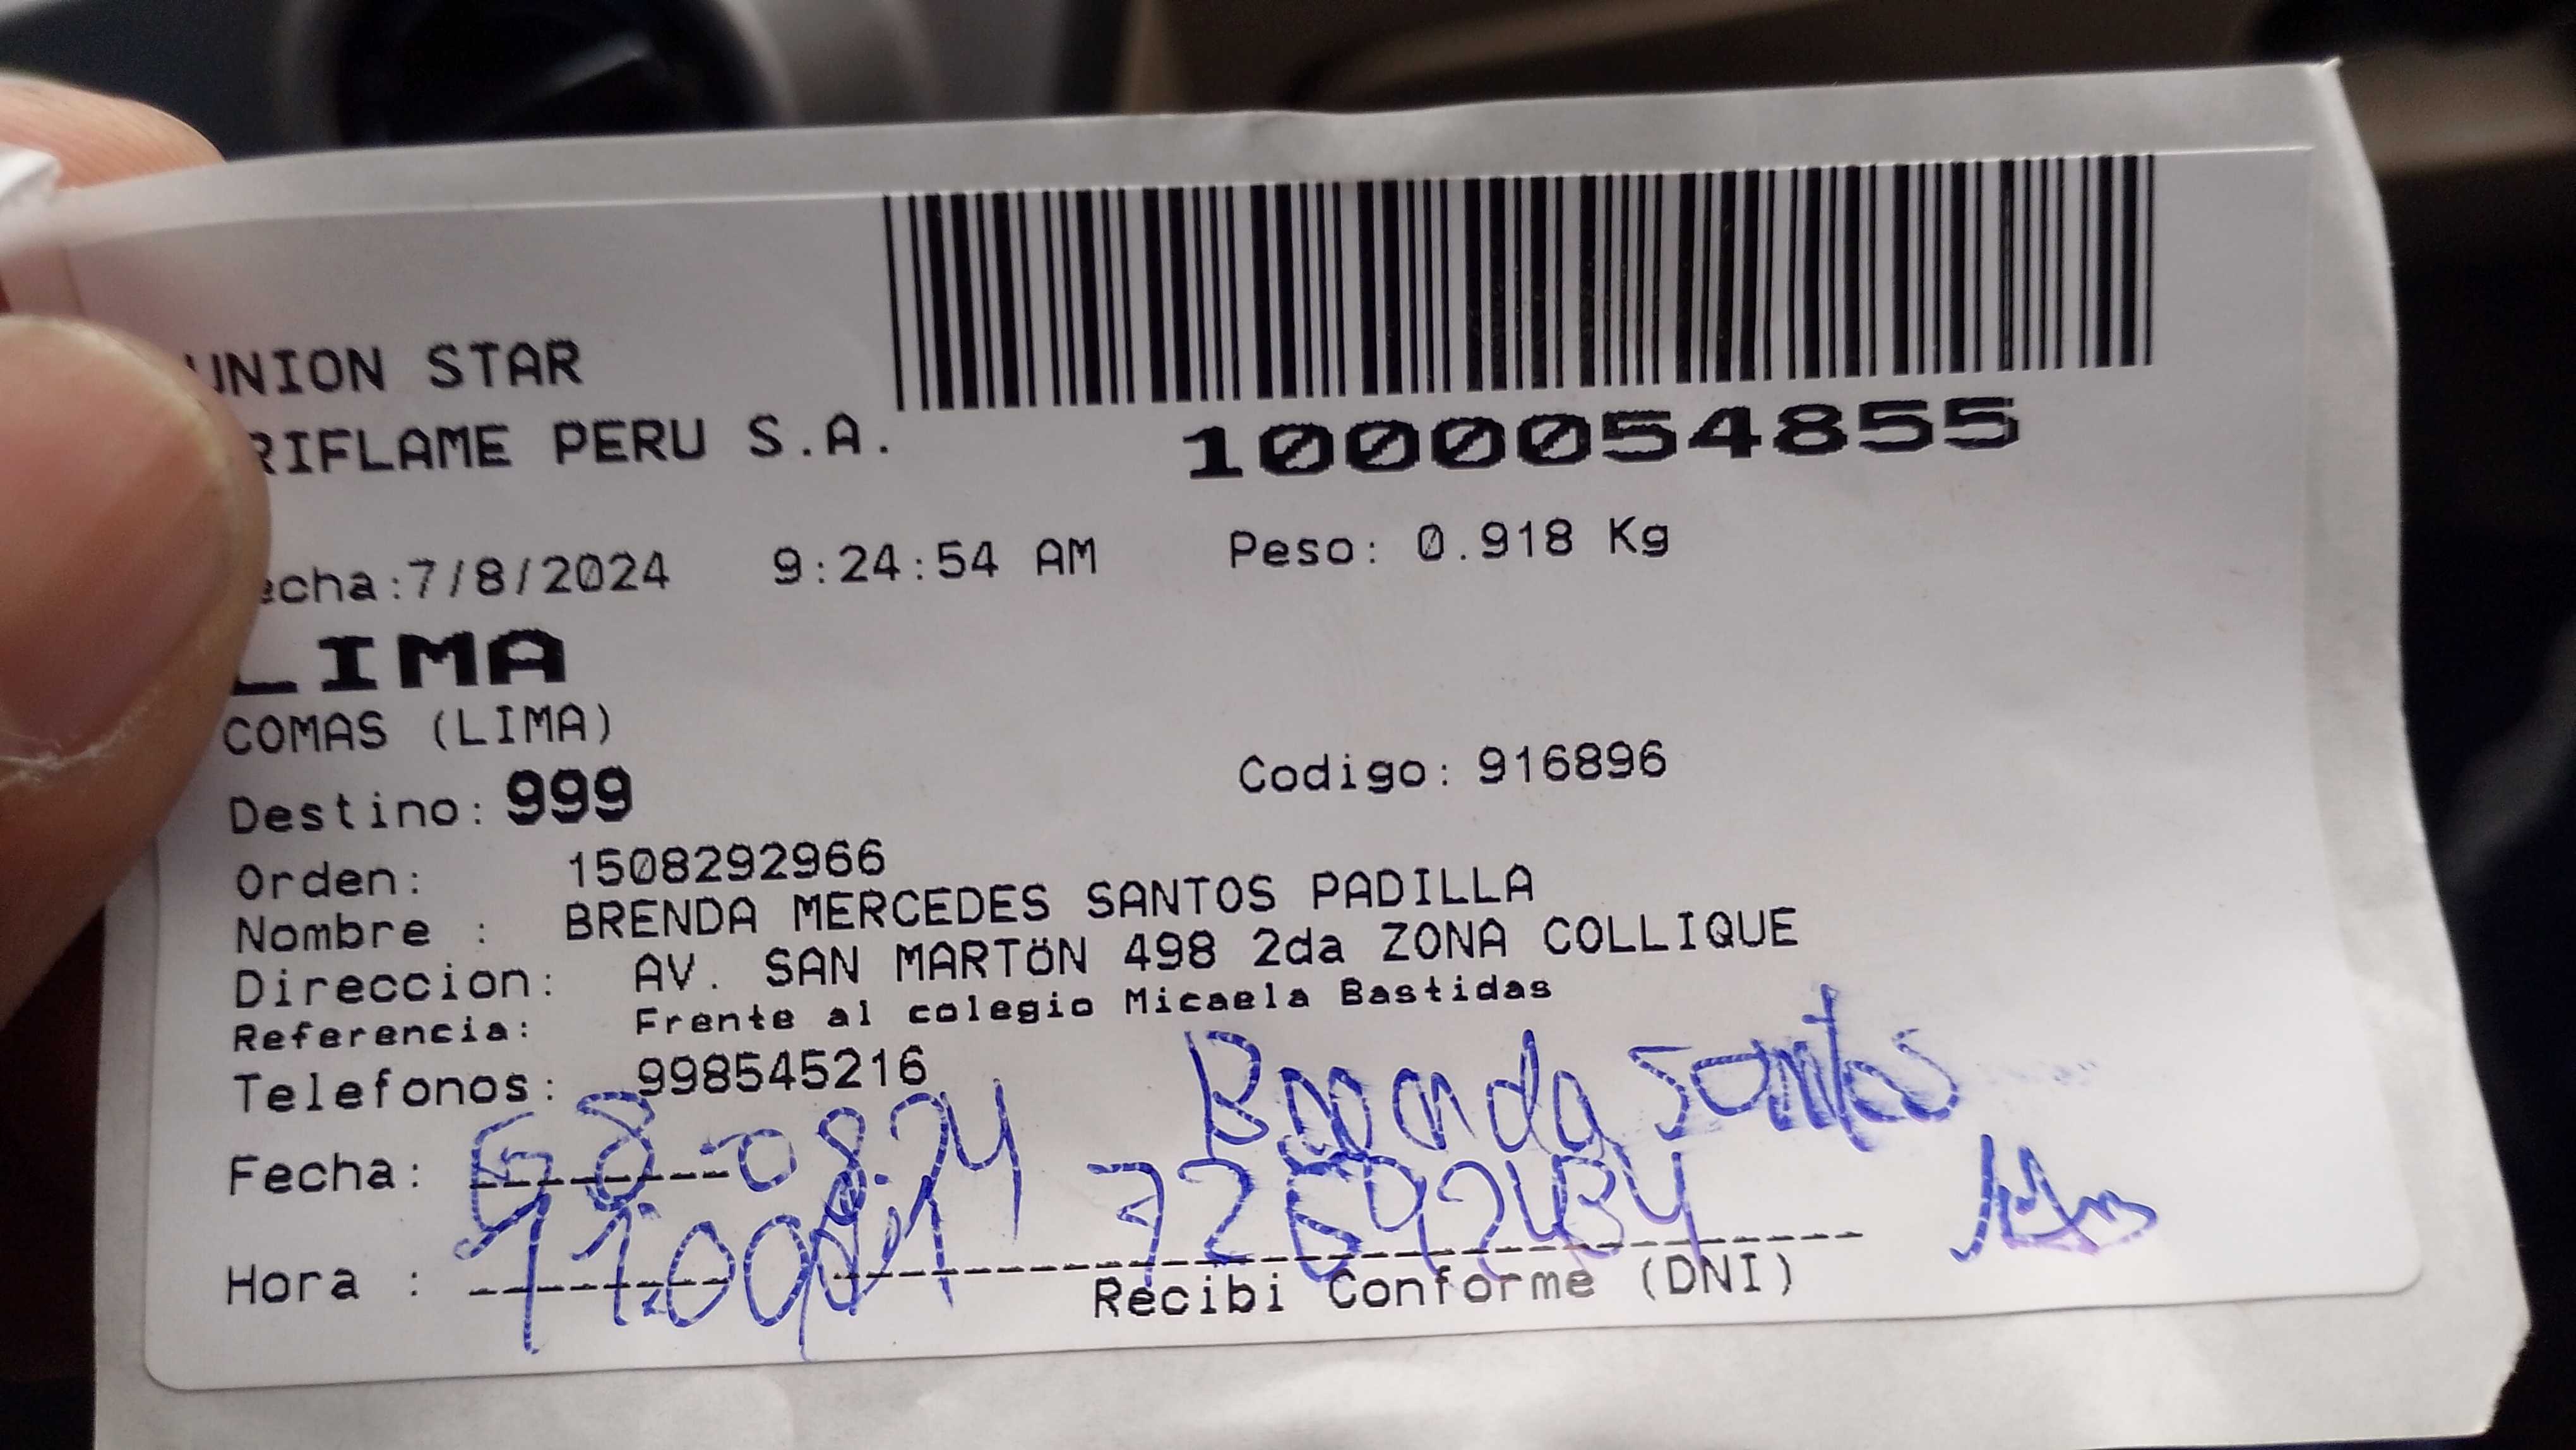 UNION STAR
RIFLAME PERU S.A.
1000054855
echa:7/8/2024 9:24:54 AM Peso: 0.918 Kg
LIMA
COMAS (LIMA)
Destino: 999 Codigo: 916896
Orden: 1508292966
Nombre : BRENDA MERCEDES SANTOS PADILLA
Direccion: AV. SAN MARTÖN 498 2da ZONA COLLIQUE
Referencia: Frente al colegio Micaela Bastidas
Telefonos: 998545216
Brenda Santos
Fecha:
Hora :
Recibi Conforme (DNI)